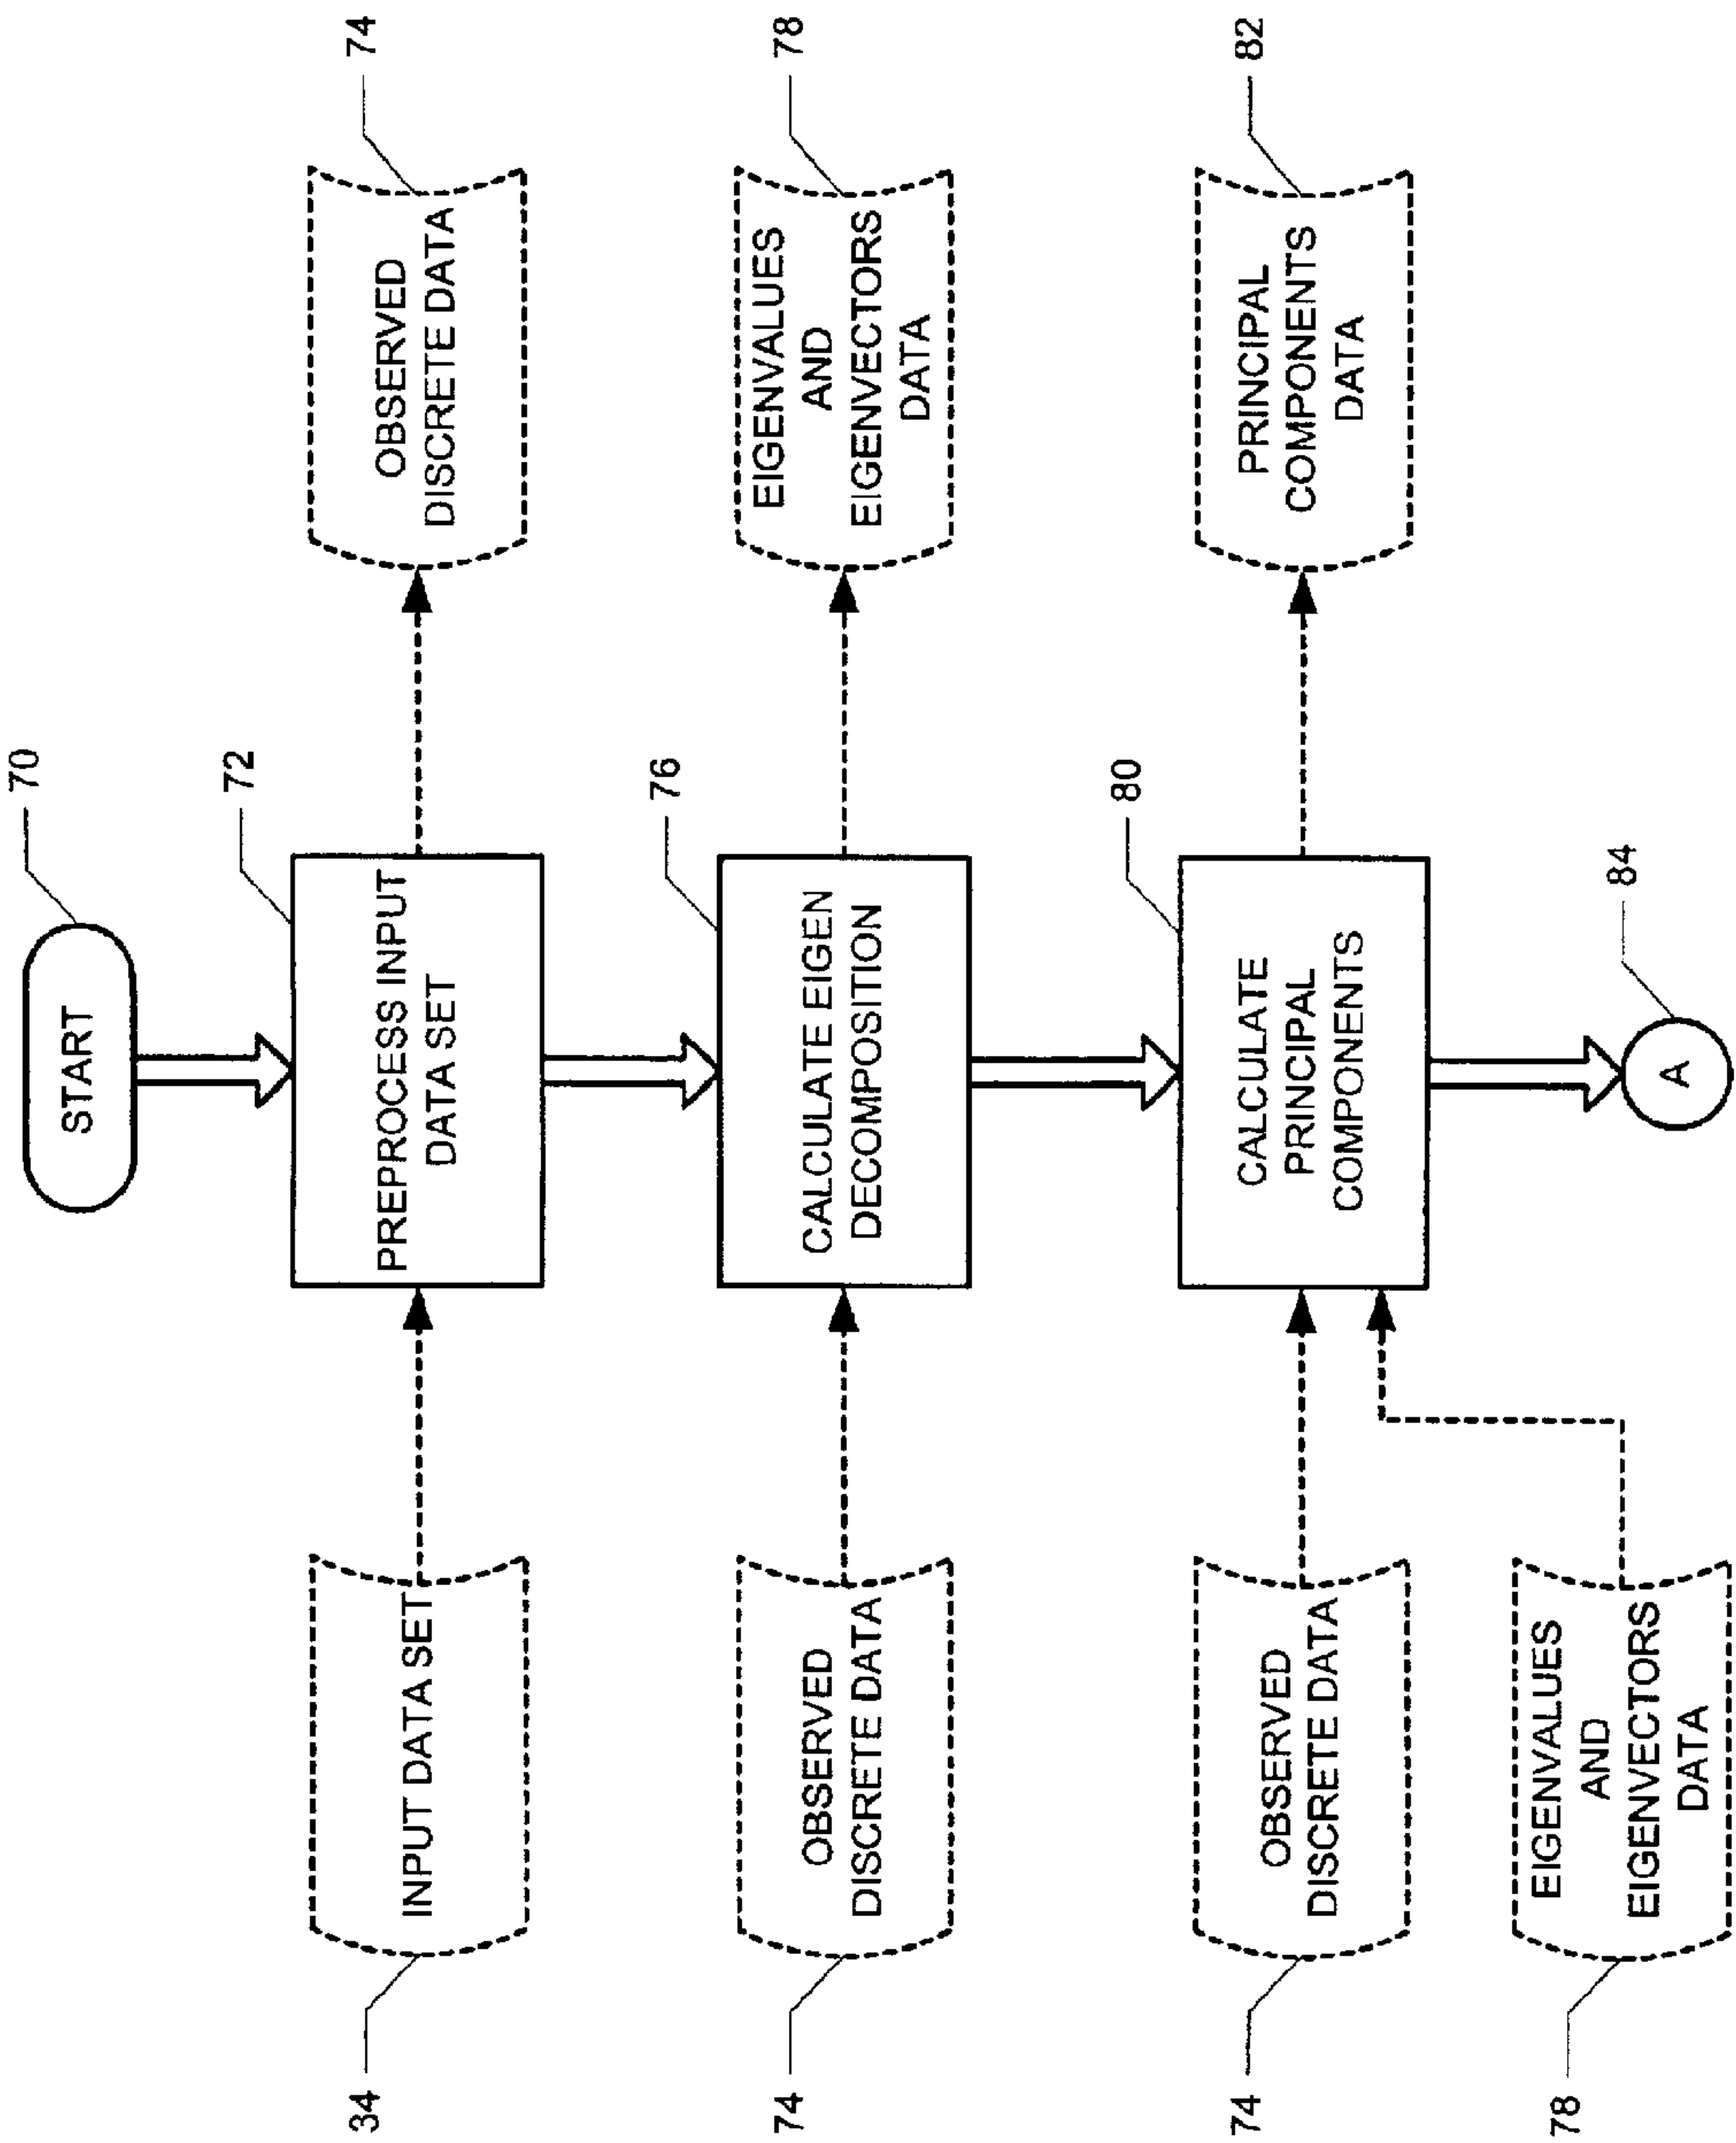 70
START
72
34
INPUT DATA SET
PREPROCESS INPUT
DATA SET
OBSERVED
DISCRETE DATA
74
76
74
OBSERVED
DISCRETE DATA
CALCULATE EIGEN
DECOMPOSITION
EIGENVALUES
AND
EIGENVECTORS
DATA
78
80
74
OBSERVED
DISCRETE DATA
CALCULATE
PRINCIPAL
COMPONENTS
PRINCIPAL
COMPONENTS
DATA
82
78
EIGENVALUES
AND
EIGENVECTORS
DATA
84
A